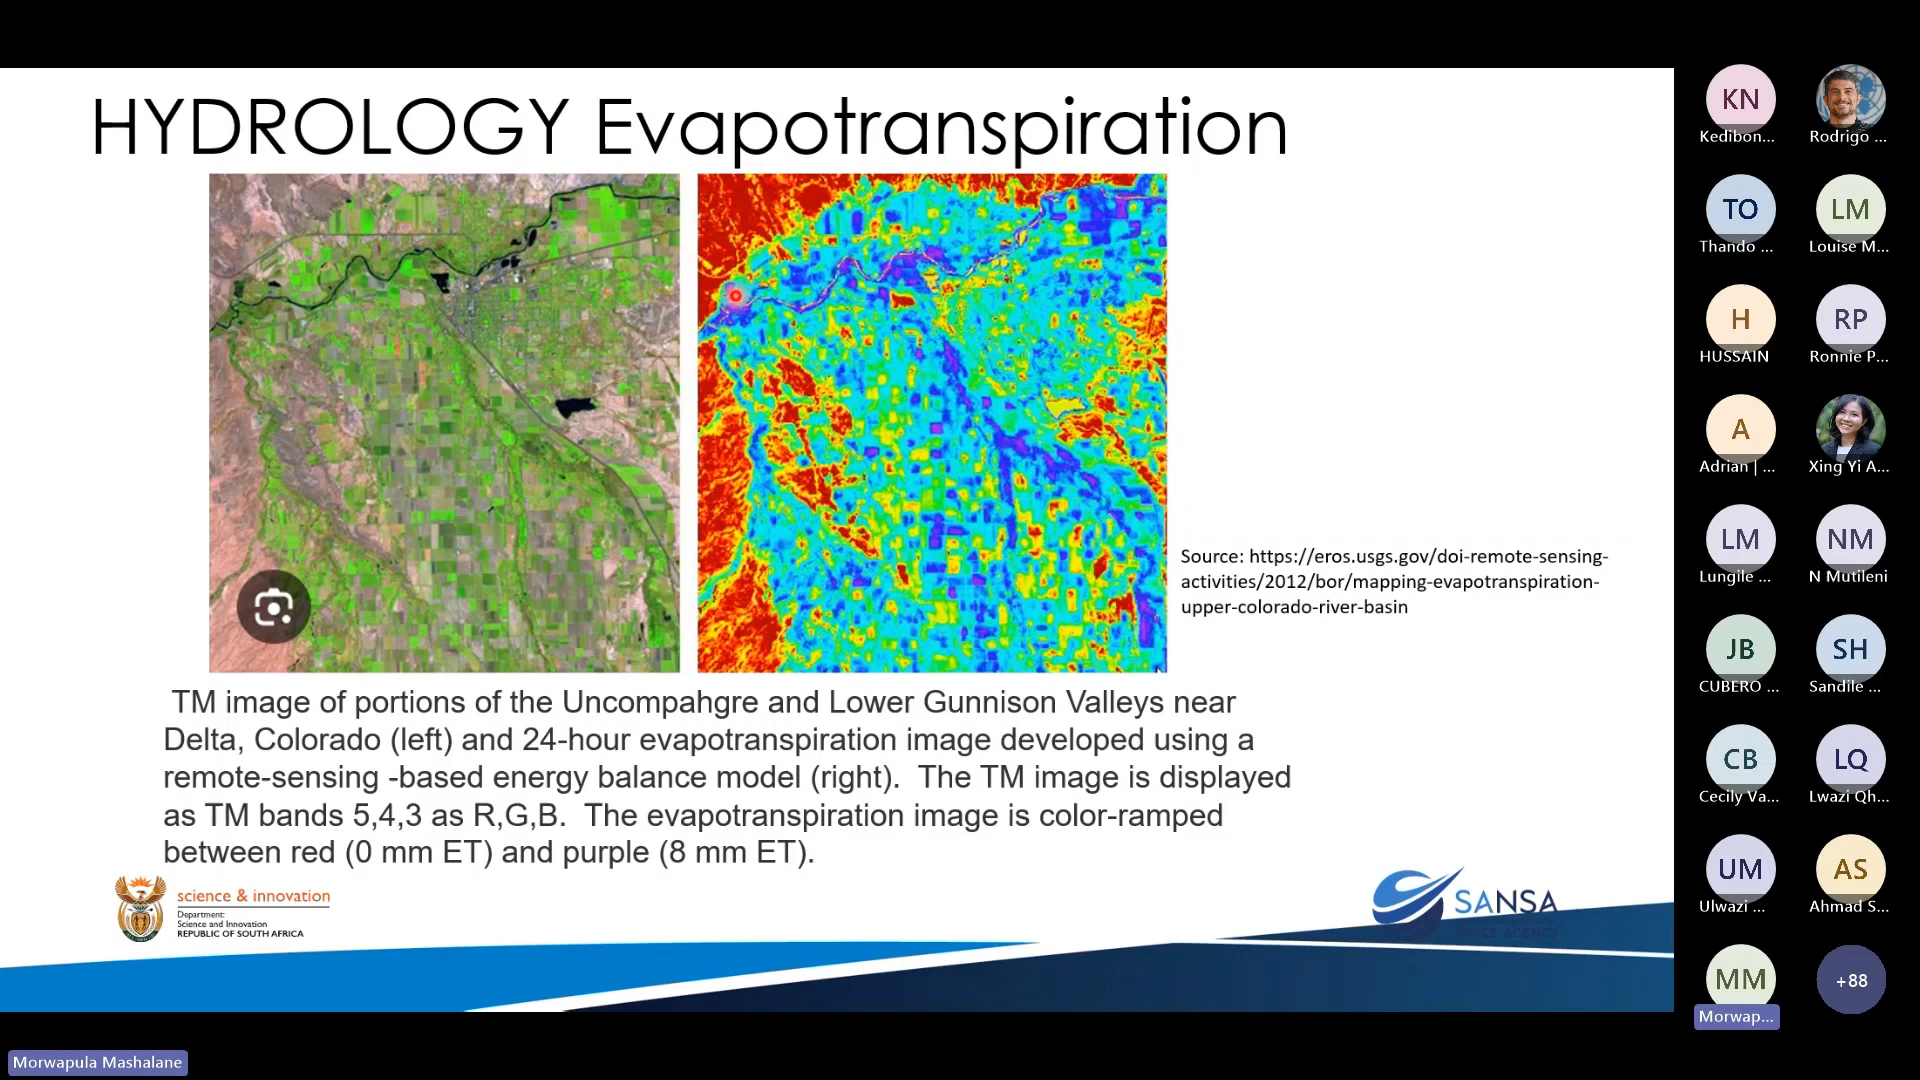 HYDROLOGY Evapotranspiration
Source: https://eros.usgs.gov/doi-remote-sensing-
activities/2012/bor/mapping-evapotranspiration-
upper-colorado-river-basin
TM image of portions of the Uncompahgre and Lower Gunnison Valleys near
Delta, Colorado (left) and 24-hour evapotranspiration image developed using a
remote-sensing -based energy balance model (right).  The TM image is displayed
as TM bands 5,4,3 as R,G,B.  The evapotranspiration image is color-ramped
between red (0 mm ET) and purple (8 mm ET).
science & innovation
Department:
Science and Innovation
REPUBLIC OF SOUTH AFRICA
SANSA
SPACE AGENCY
KN
Kedibon...
Rodrigo ...
TO
Thando ...
LM
Louise M...
H
HUSSAIN
RP
Ronnie P...
A
Adrian | ...
Xing Yi A...
LM
Lungile ...
NM
N Mutileni
JB
CUBERO ...
SH
Sandile ...
CB
Cecily Va...
LQ
Lwazi Qh...
UM
Ulwazi ...
AS
Ahmad S...
MM
Morwap...
+88
Morwapula Mashalane